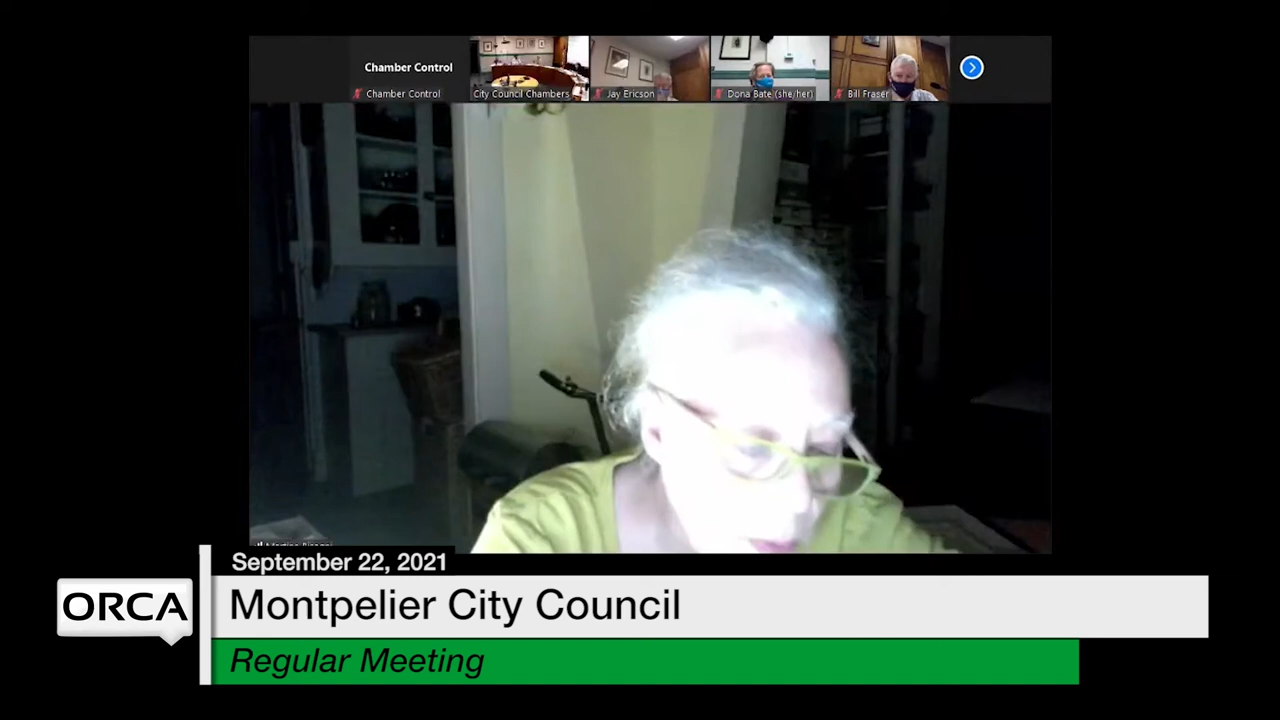 Chamber Control
Chamber Control
City Council Chambers
Jay Ericson
Dona Bate (she/her)
Bill Fraser
September 22, 2021
ORCA
Montpelier City Council
Regular Meeting